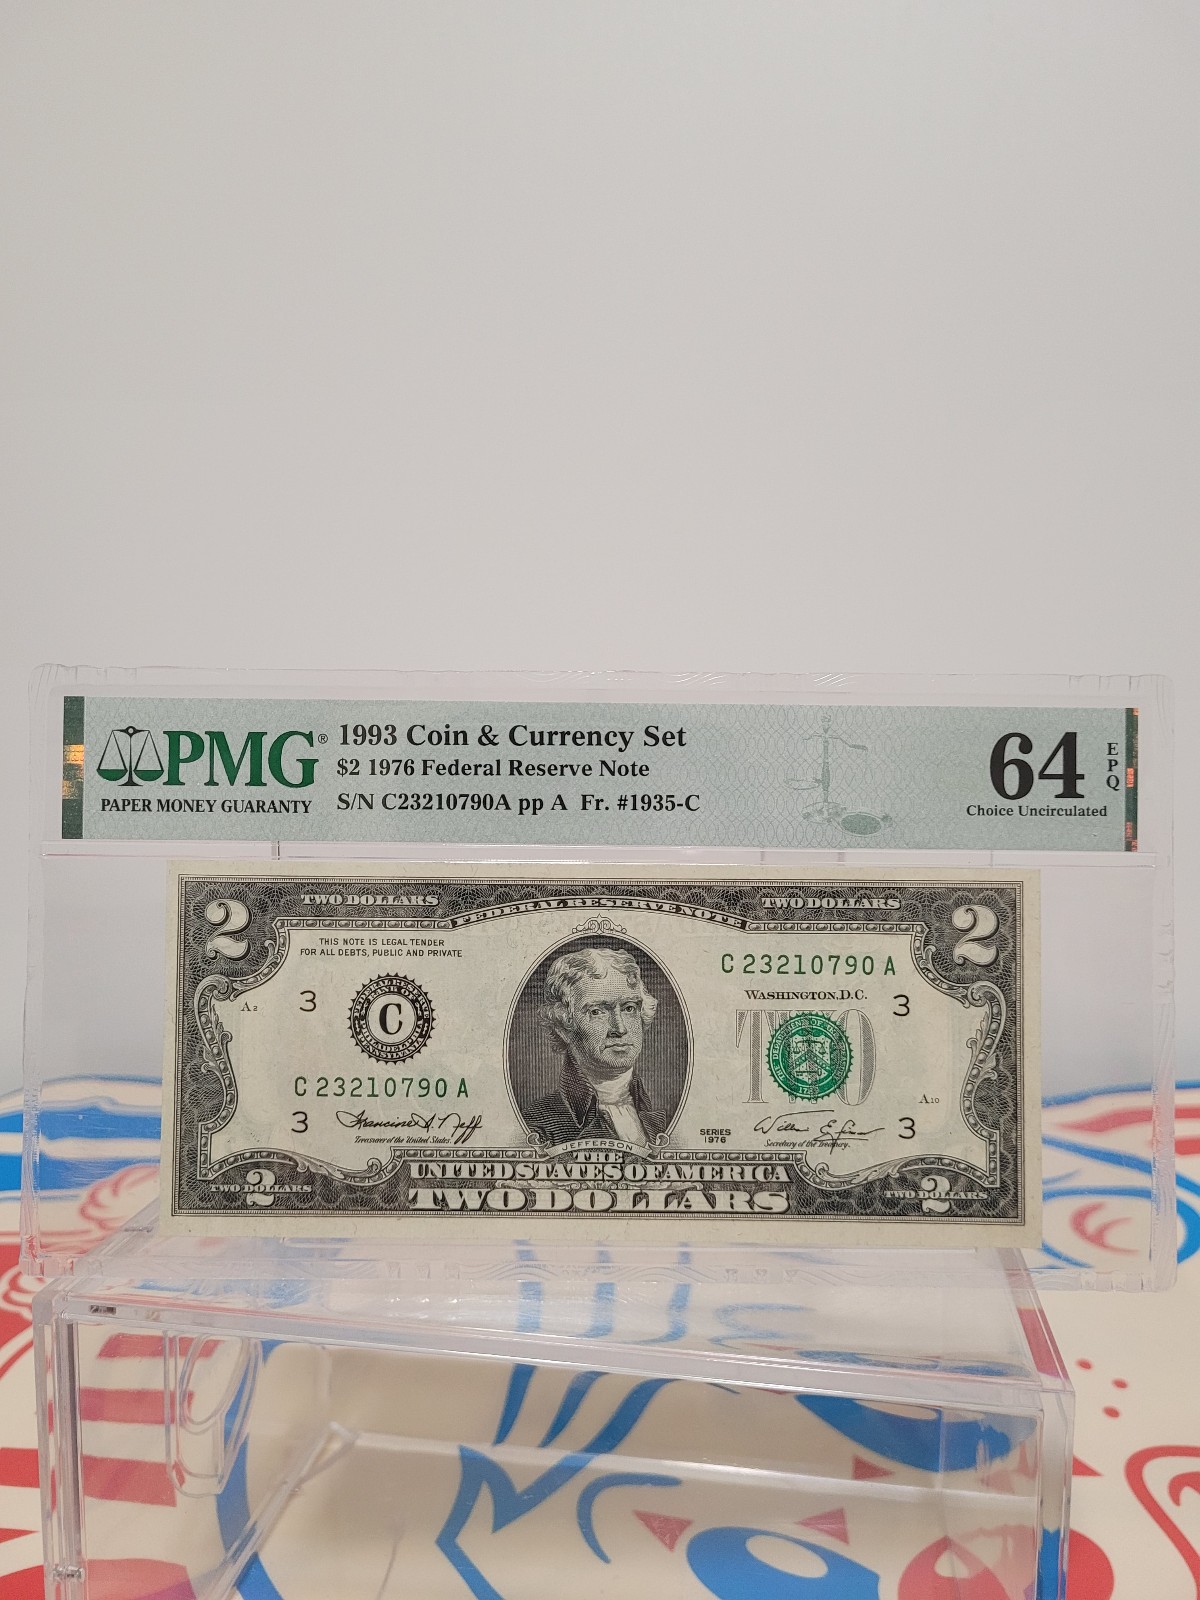 PMG®
PAPER MONEY GUARANTY
1993 Coin & Currency Set
$2 1976 Federal Reserve Note
S/N C23210790A pp A Fr. #1935-C
64
EPQ
Choice Uncirculated
2
TWO DOLLARS
FEDERAL RESERVE NOTE
TWO DOLLARS
2
THIS NOTE IS LEGAL TENDER
FOR ALL DEBTS, PUBLIC AND PRIVATE
C 23210790 A
WASHINGTON, D.C.
A2
3
C
3
TWO
C 23210790 A
A10
3
Francine I. Neff
Treasurer of the United States.
SERIES
1976
William E. Simon
Secretary of the Treasury.
3
JEFFERSON
THE
UNITED STATES OF AMERICA
TWO DOLLARS
2
TWO DOLLARS
2
TWO DOLLARS